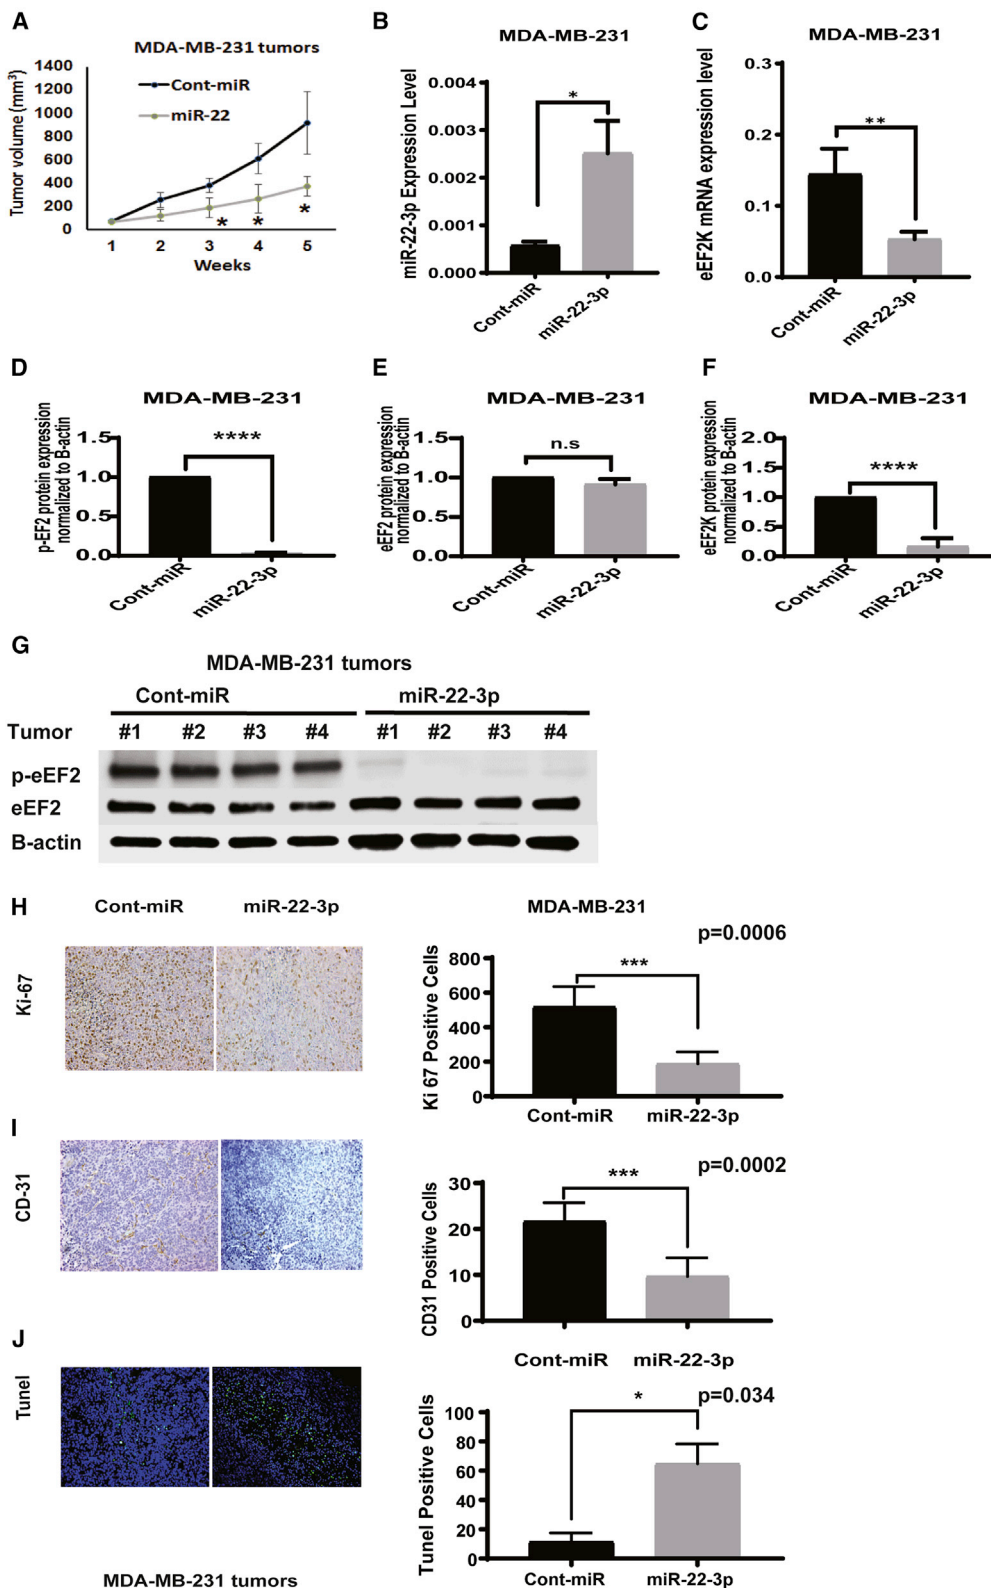 A
MDA-MB-231 tumors
Tumor volume (mm³)
1400
1200
1000
800
600
400
200
0
Cont-miR
miR-22
*
*
*
1 2 3 4 5
Weeks
B
MDA-MB-231
miR-22-3p Expression Level
0.004
0.003
0.002
0.001
0.000
*
Cont-miR
miR-22-3p
C
MDA-MB-231
eEF2K mRNA expression level
0.3
0.2
0.1
0.0
**
Cont-miR
miR-22-3p
D
MDA-MB-231
p-EF2 protein expression
normalized to B-actin
1.5
1.0
0.5
0.0
****
Cont-miR
miR-22-3p
E
MDA-MB-231
eEF2 protein expression
normalized to B-actin
1.5
1.0
0.5
0.0
n.s
Cont-miR
miR-22-3p
F
MDA-MB-231
eEF2K protein expression
normalized to B-actin
2.0
1.5
1.0
0.5
0.0
****
Cont-miR
miR-22-3p
G
MDA-MB-231 tumors
Cont-miR miR-22-3p
Tumor #1 #2 #3 #4 #1 #2 #3 #4
p-eEF2
eEF2
B-actin
H
Cont-miR miR-22-3p
Ki-67
MDA-MB-231
p=0.0006
Ki 67 Positive Cells
800
600
400
200
0
***
Cont-miR miR-22-3p
I
CD-31
p=0.0002
CD31 Positive Cells
30
20
10
0
***
Cont-miR miR-22-3p
J
Tunel
p=0.034
Tunel Positive Cells
100
80
60
40
20
0
*
Cont-miR miR-22-3p
MDA-MB-231 tumors